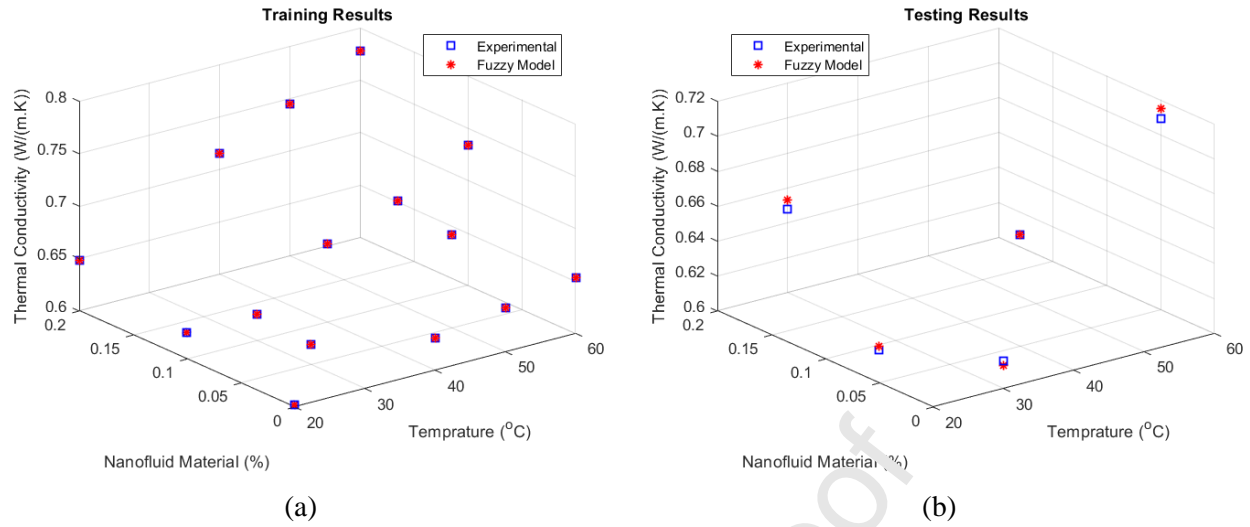 Training Results
Experimental
Fuzzy Model
Thermal Conductivity (W/(m.K))
0.8
0.75
0.7
0.65
0.6
0.2
0.15
0.1
0.05
0
20
30
40
50
60
Nanofluid Material (%)
Temprature (°C)
(a)
Testing Results
Experimental
Fuzzy Model
Thermal Conductivity (W/(m.K))
0.72
0.7
0.68
0.66
0.64
0.62
0.6
0.2
0.15
0.1
0.05
0
20
30
40
50
60
Nanofluid Material (%)
Temprature (°C)
(b)